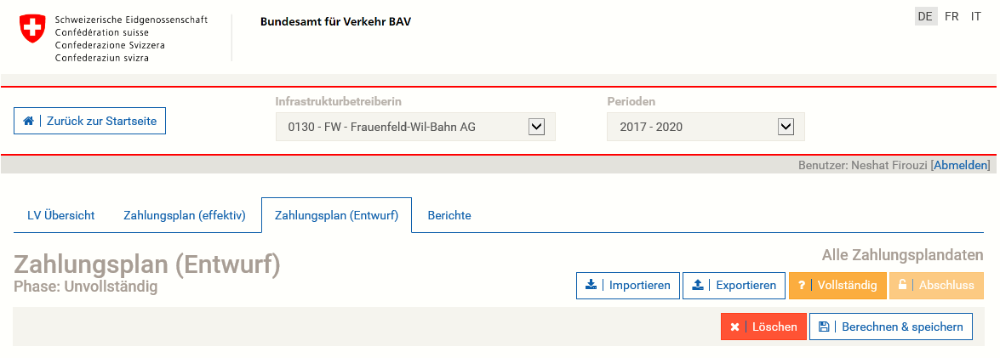 Schweizerische Eidgenossenschaft
Confédération suisse
Confederazione Svizzera
Confederaziun svizra
Bundesamt für Verkehr BAV
DE FR IT
Zurück zur Startseite
Infrastrukturbetreiberin
0130 - FW - Frauenfeld-Wil-Bahn AG
Perioden
2017 - 2020
Benutzer: Neshat Firouzi [Abmelden]
LV Übersicht Zahlungsplan (effektiv) Zahlungsplan (Entwurf) Berichte
Zahlungsplan (Entwurf)
Phase: Unvollständig
Alle Zahlungsplandaten
Importieren Exportieren ? Vollständig Abschluss
Löschen Berechnen & speichern